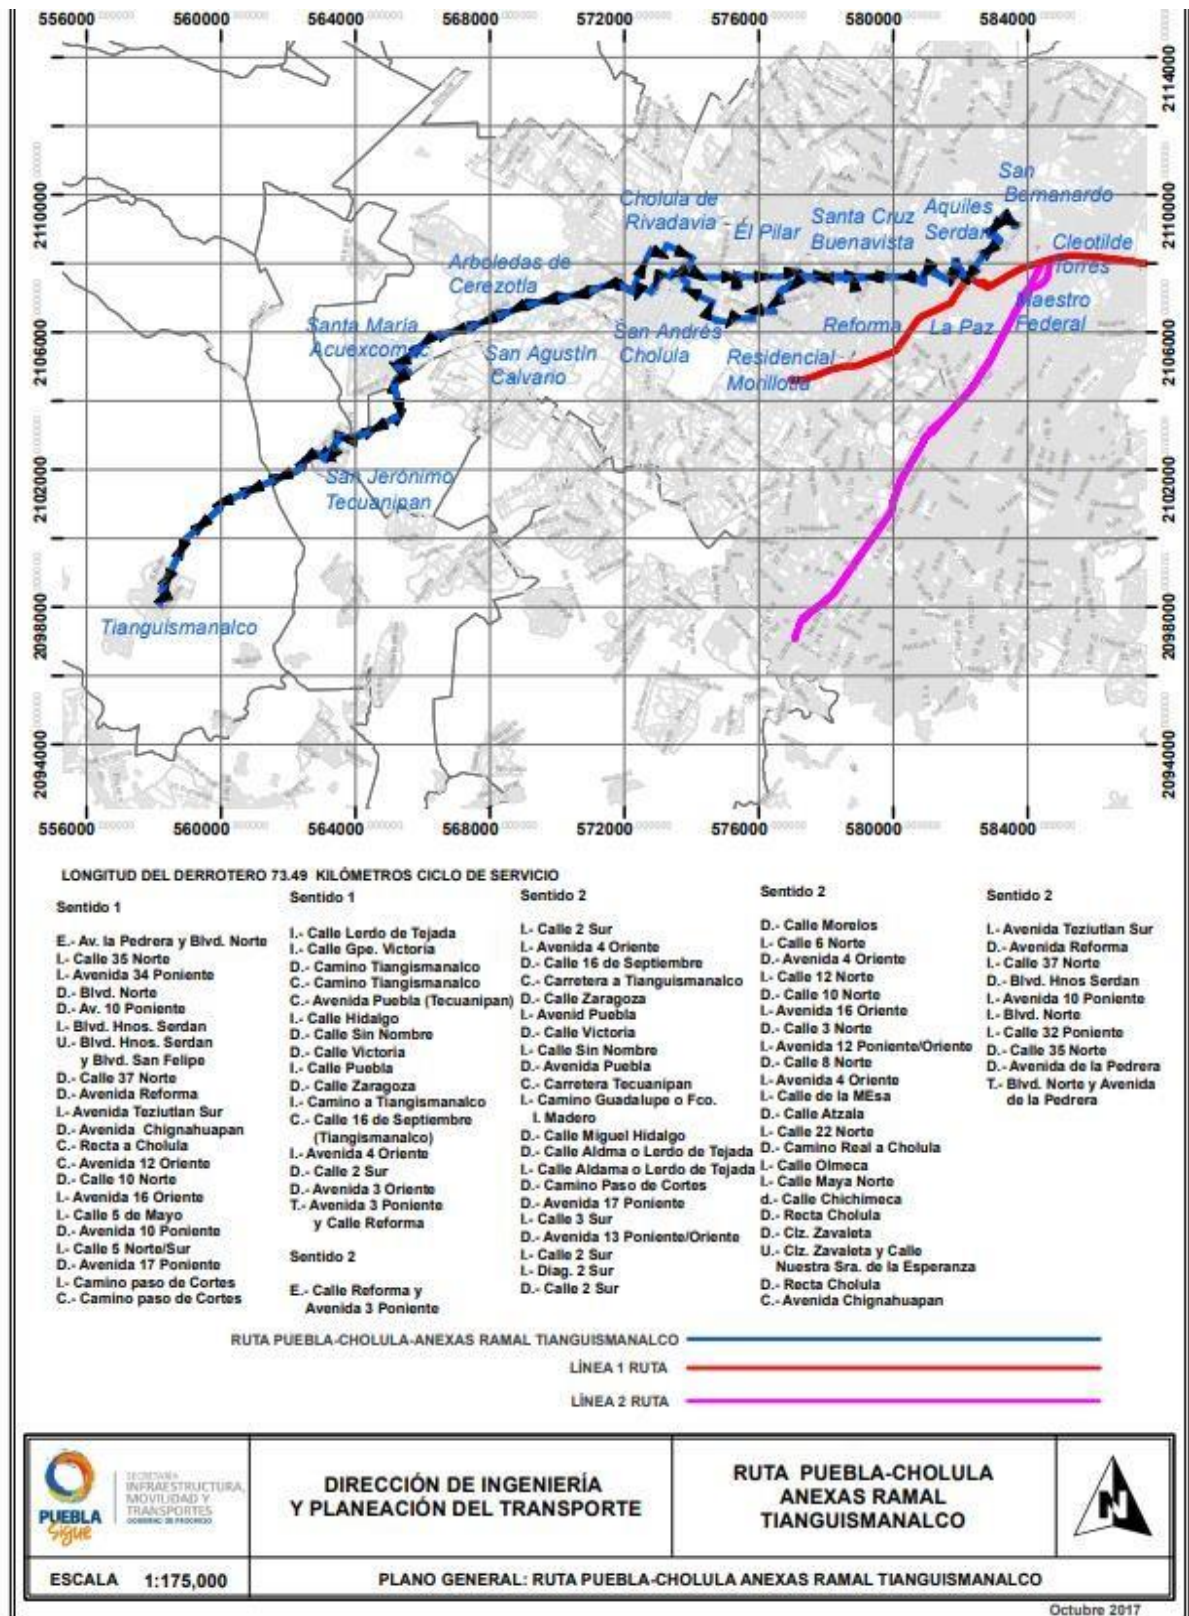 556000 560000 564000 568000 572000 576000 580000 584000
2114000
2110000
2106000
2102000
2098000
2094000
2114000
2110000
2106000
2102000
2098000
2094000
San
Bernanardo
Cholula de
Rivadavia
Él Pilar
Santa Cruz
Buenavista
Aquiles
Serdan
Cleotilde
Torres
Arboledas de
Cerezotla
Maestro
Federal
Santa María
Acuexcomac
San Agustín
Calvario
San Andrés
Cholula
Reforma
La Paz
Residencial
Morillotla
San Jerónimo
Tecuanipan
Tianguismanalco
556000 560000 564000 568000 572000 576000 580000 584000
LONGITUD DEL DERROTERO 73.49 KILÓMETROS CICLO DE SERVICIO
Sentido 1
E.- Av. la Pedrera y Blvd. Norte
I.- Calle 35 Norte
I.- Avenida 34 Poniente
D.- Blvd. Norte
D.- Av. 10 Poniente
I.- Blvd. Hnos. Serdan
U.- Blvd. Hnos. Serdan
y Blvd. San Felipe
D.- Calle 37 Norte
D.- Avenida Reforma
I.- Avenida Teziutlan Sur
D.- Avenida Chignahuapan
C.- Recta a Cholula
C.- Avenida 12 Oriente
D.- Calle 10 Norte
I.- Avenida 16 Oriente
I.- Calle 5 de Mayo
D.- Avenida 10 Poniente
I.- Calle 5 Norte/Sur
D.- Avenida 17 Poniente
I.- Camino paso de Cortes
C.- Camino paso de Cortes
Sentido 1
I.- Calle Lerdo de Tejada
I.- Calle Gpe. Victoria
D.- Camino Tiangismanalco
C.- Camino Tiangismanalco
C.- Avenida Puebla (Tecuanipan)
I.- Calle Hidalgo
D.- Calle Sin Nombre
D.- Calle Victoria
I.- Calle Puebla
D.- Calle Zaragoza
I.- Camino a Tiangismanalco
C.- Calle 16 de Septiembre
(Tiangismanalco)
I.- Avenida 4 Oriente
D.- Calle 2 Sur
D.- Avenida 3 Oriente
T.- Avenida 3 Poniente
y Calle Reforma
Sentido 2
E.- Calle Reforma y
Avenida 3 Poniente
Sentido 2
I.- Calle 2 Sur
I.- Avenida 4 Oriente
D.- Calle 16 de Septiembre
C.- Carretera a Tianguismanalco
D.- Calle Zaragoza
I.- Avenid Puebla
D.- Calle Victoria
I.- Calle Sin Nombre
D.- Avenida Puebla
C.- Carretera Tecuanipan
I.- Camino Guadalupe o Fco.
I. Madero
D.- Calle Miguel Hidalgo
D.- Calle Aldma o Lerdo de Tejada
I.- Calle Aldama o Lerdo de Tejada
D.- Camino Paso de Cortes
D.- Avenida 17 Poniente
I.- Calle 3 Sur
D.- Avenida 13 Poniente/Oriente
I.- Calle 2 Sur
I.- Diag. 2 Sur
D.- Calle 2 Sur
Sentido 2
D.- Calle Morelos
I.- Calle 6 Norte
D.- Avenida 4 Oriente
I.- Calle 12 Norte
D.- Calle 10 Norte
I.- Avenida 16 Oriente
D.- Calle 3 Norte
I.- Avenida 12 Poniente/Oriente
D.- Calle 8 Norte
I.- Avenida 4 Oriente
I.- Calle de la MEsa
D.- Calle Atzala
I.- Calle 22 Norte
D.- Camino Real a Cholula
I.- Calle Olmeca
I.- Calle Maya Norte
d.- Calle Chichimeca
D.- Recta Cholula
D.- Clz. Zavaleta
U.- Clz. Zavaleta y Calle
Nuestra Sra. de la Esperanza
D.- Recta Cholula
C.- Avenida Chignahuapan
Sentido 2
I.- Avenida Teziutlan Sur
D.- Avenida Reforma
I.- Calle 37 Norte
D.- Blvd. Hnos Serdan
I.- Avenida 10 Poniente
I.- Blvd. Norte
I.- Calle 32 Poniente
D.- Calle 35 Norte
D.- Avenida de la Pedrera
T.- Blvd. Norte y Avenida
de la Pedrera
RUTA PUEBLA-CHOLULA-ANEXAS RAMAL TIANGUISMANALCO
LÍNEA 1 RUTA
LÍNEA 2 RUTA
PUEBLA
Sigue
SECRETARÍA
INFRAESTRUCTURA,
MOVILIDAD Y
TRANSPORTES
GOBIERNO DE PROGRESO
DIRECCIÓN DE INGENIERÍA
Y PLANEACIÓN DEL TRANSPORTE
RUTA PUEBLA-CHOLULA
ANEXAS RAMAL
TIANGUISMANALCO
N
ESCALA 1:175,000
PLANO GENERAL: RUTA PUEBLA-CHOLULA ANEXAS RAMAL TIANGUISMANALCO
Octubre 2017